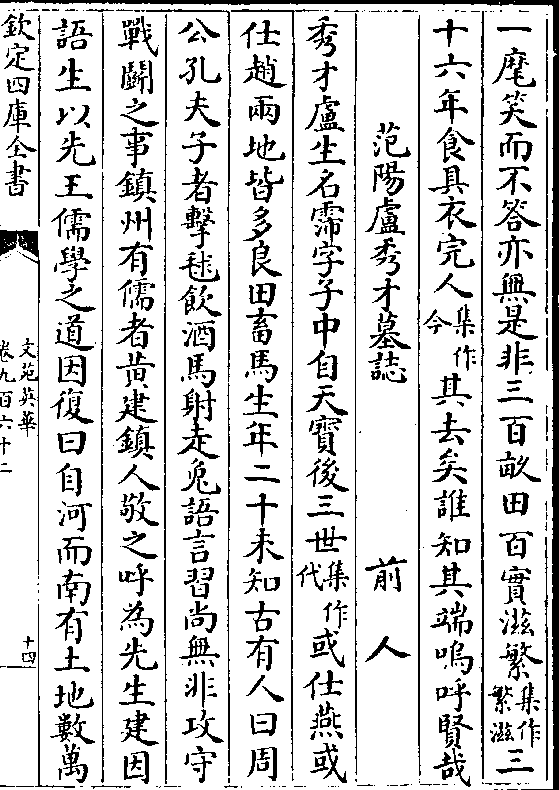 一麾笑而不答亦無是非三百畝田百實滋繁集作繁滋三
十六年食具衣完人集作今其去矣誰知其端嗚呼賢哉
范陽盧秀才墓誌 前人
秀才盧生名霈字子中自天寶後三世集作代或仕燕或
仕趙兩地皆多良田畜馬生年二十未知古有人曰周
公孔夫子者擊毬飲酒馬射走兔語言習尚無非攻守
戰鬭之事鎮州有儒者黄建鎮人敬之呼為先生建因
語生以先王儒學之道因復曰自河而南有土地數萬
欽定四庫全書
文苑英華
卷九百六十二
十四